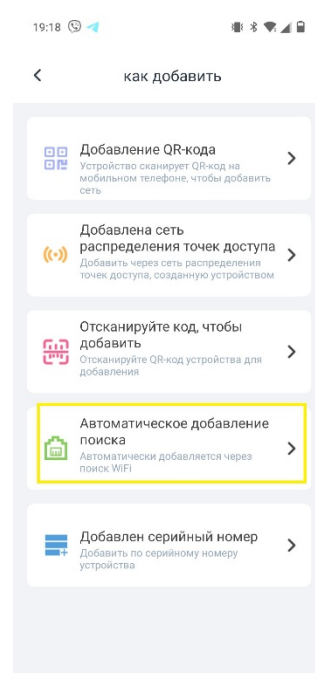 19:18
как добавить
Добавление QR-кода
Устройство сканирует QR-код на
мобильном телефоне, чтобы добавить
сеть
Добавлена сеть
распределения точек доступа
Добавить через сеть распределения
точек доступа, созданную устройством
Отсканируйте код, чтобы
добавить
Отсканируйте QR-код устройства для
добавления
Автоматическое добавление
поиска
Автоматически добавляется через
поиск WiFi
Добавлен серийный номер
Добавить по серийному номеру
устройства